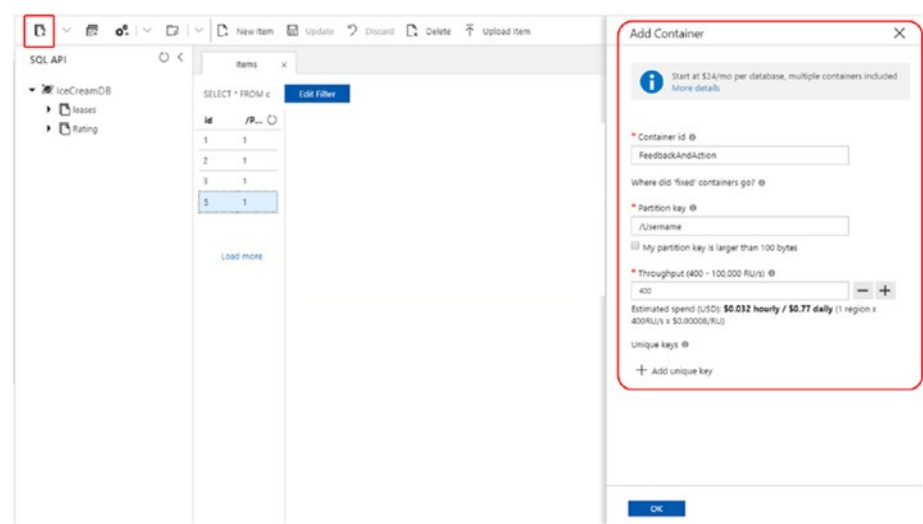 New Item Update Discard Delete Upload Item
SQL API
IceCreamDB
leases
Rating
Items ×
SELECT * FROM c Edit Filter
id /P...
1 1
2 1
3 1
5 1
Load more
Add Container
Start at $24/mo per database, multiple containers included
More details
* Container id
FeedbackAndAction
Where did 'fixed' containers go?
* Partition key
/Username
My partition key is larger than 100 bytes
* Throughput (400 - 100,000 RU/s)
400
Estimated spend (USD): $0.032 hourly / $0.77 daily (1 region x
400RU/s x $0.00008/RU)
Unique keys
+ Add unique key
OK